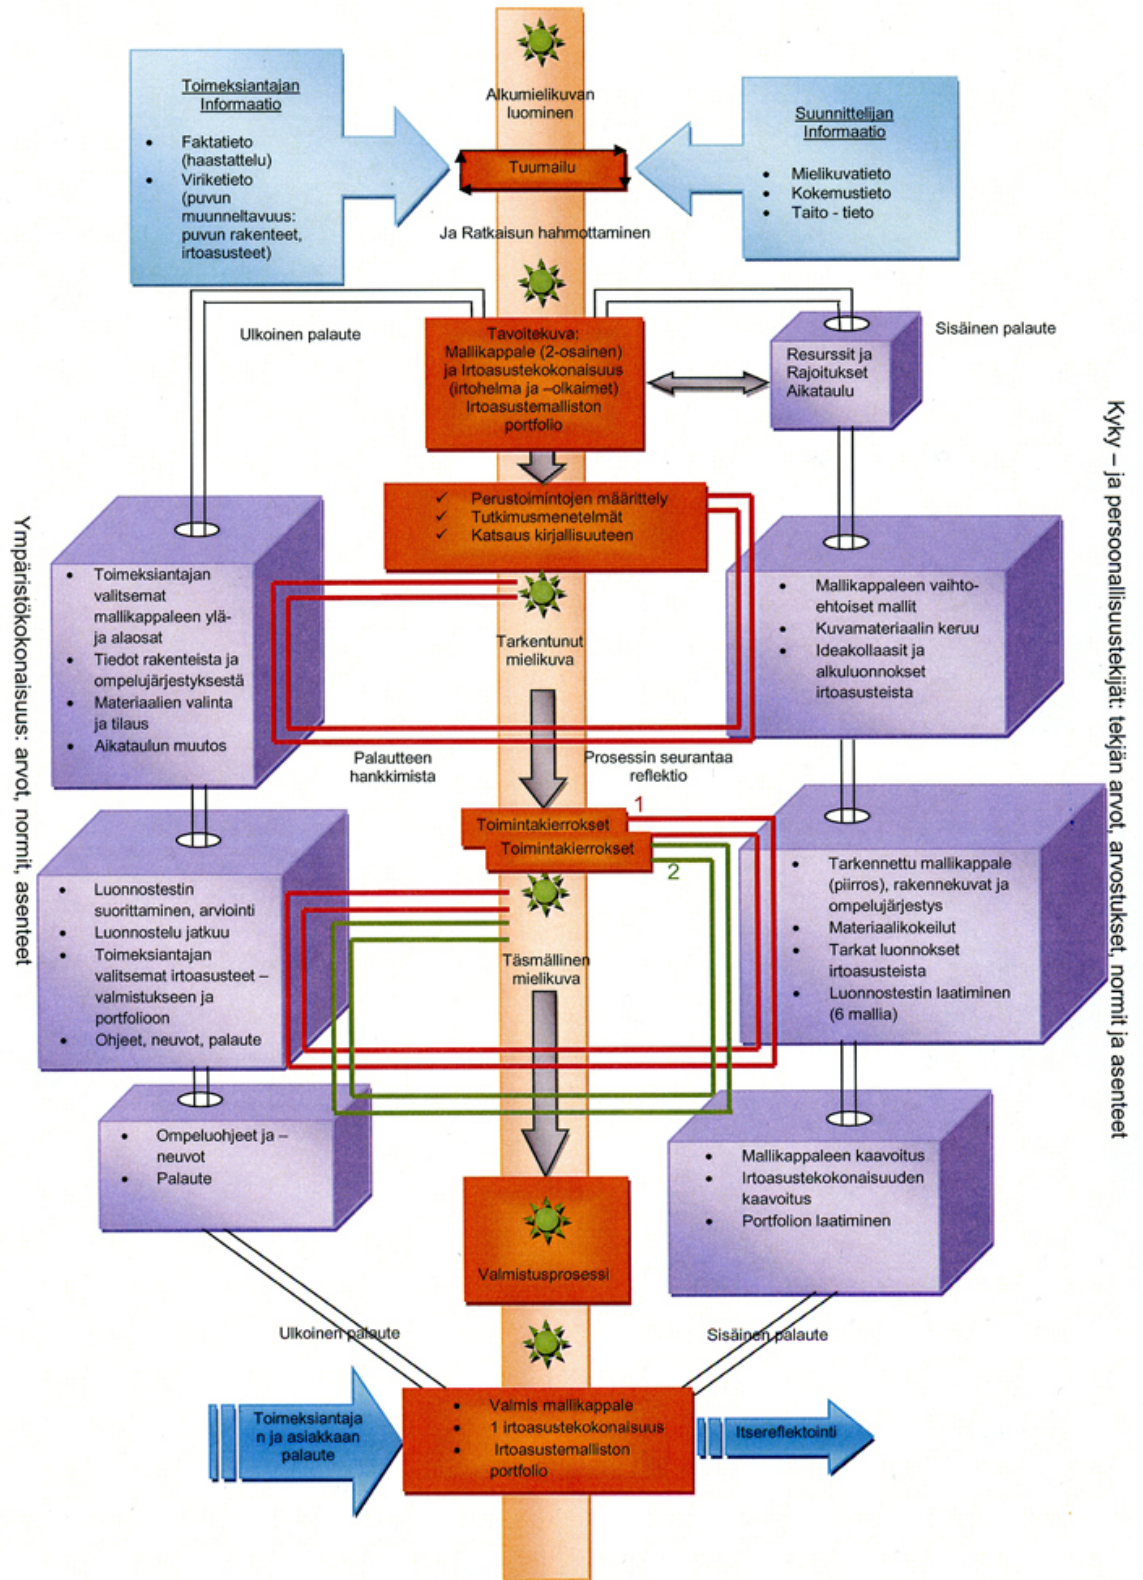 Toimeksiantajan
Informaatio
• Faktatieto
(haastattelu)
• Viriketieto
(puvun
muunneltavuus:
puvun rakenteet,
irtoasusteet)
Alkumielikuvan
luominen
Tuumailu
Ja Ratkaisun hahmottaminen
Suunnittelijan
Informaatio
• Mielikuvatieto
• Kokemustieto
• Taito - tieto
Ulkoinen palaute
Tavoitekuva:
Mallikappale (2-osainen)
ja Irtoasustekokonaisuus
(irtohelma ja –olkaimet)
Irtoasustemalliston
portfolio
Resurssit ja
Rajoitukset
Aikataulu
Sisäinen palaute
✓ Perustoimintojen määrittely
✓ Tutkimusmenetelmät
✓ Katsaus kirjallisuuteen
Ympäristökokonaisuus: arvot, normit, asenteet
Kyky – ja persoonallisuustekijät: tekjän arvot, arvostukset, normit ja asenteet
• Toimeksiantajan
valitsemat
mallikappaleen ylä-
ja alaosat
• Tiedot rakenteista ja
ompelujärjestyksestä
• Materiaalien valinta
ja tilaus
• Aikataulun muutos
Tarkentunut
mielikuva
• Mallikappaleen vaihto-
ehtoiset mallit
• Kuvamateriaalin keruu
• Ideakollaasit ja
alkuluonnokset
irtoasusteista
Palautteen
hankkimista
Prosessin seurantaa
reflektio
Toimintakierrokset
1
Toimintakierrokset
2
• Luonnostestin
suorittaminen, arviointi
• Luonnostelu jatkuu
• Toimeksiantajan
valitsemat irtoasusteet –
valmistukseen ja
portfolioon
• Ohjeet, neuvot, palaute
Täsmällinen
mielikuva
• Tarkennettu mallikappale
(piirros), rakennekuvat ja
ompelujärjestys
• Materiaalikokeilut
• Tarkat luonnokset
irtoasusteista
• Luonnostestin laatiminen
(6 mallia)
• Ompeluohjeet ja –
neuvot
• Palaute
Valmistusprosessi
• Mallikappaleen kaavoitus
• Irtoasustekokonaisuuden
kaavoitus
• Portfolion laatiminen
Ulkoinen palaute
Sisäinen palaute
Toimeksiantaja
n ja asiakkaan
palaute
• Valmis mallikappale
• 1 irtoasustekokonaisuus
• Irtoasustemalliston
portfolio
Itsereflektointi